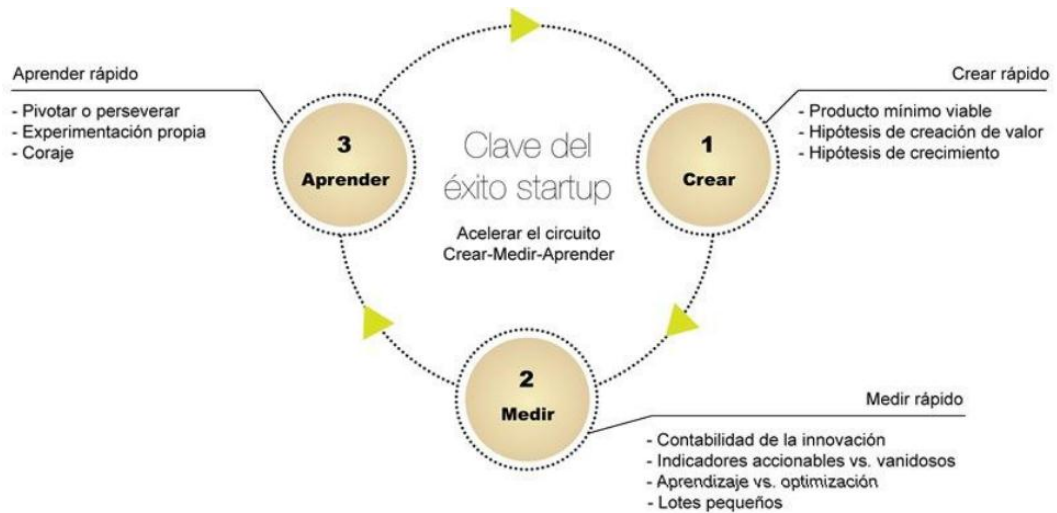 Aprender rápido
- Pivotar o perseverar
- Experimentación propia
- Coraje
3
Aprender
Clave del
éxito startup
Acelerar el circuito
Crear-Medir-Aprender
Crear rápido
- Producto mínimo viable
- Hipótesis de creación de valor
- Hipótesis de crecimiento
1
Crear
2
Medir
Medir rápido
- Contabilidad de la innovación
- Indicadores accionables vs. vanidosos
- Aprendizaje vs. optimización
- Lotes pequeños